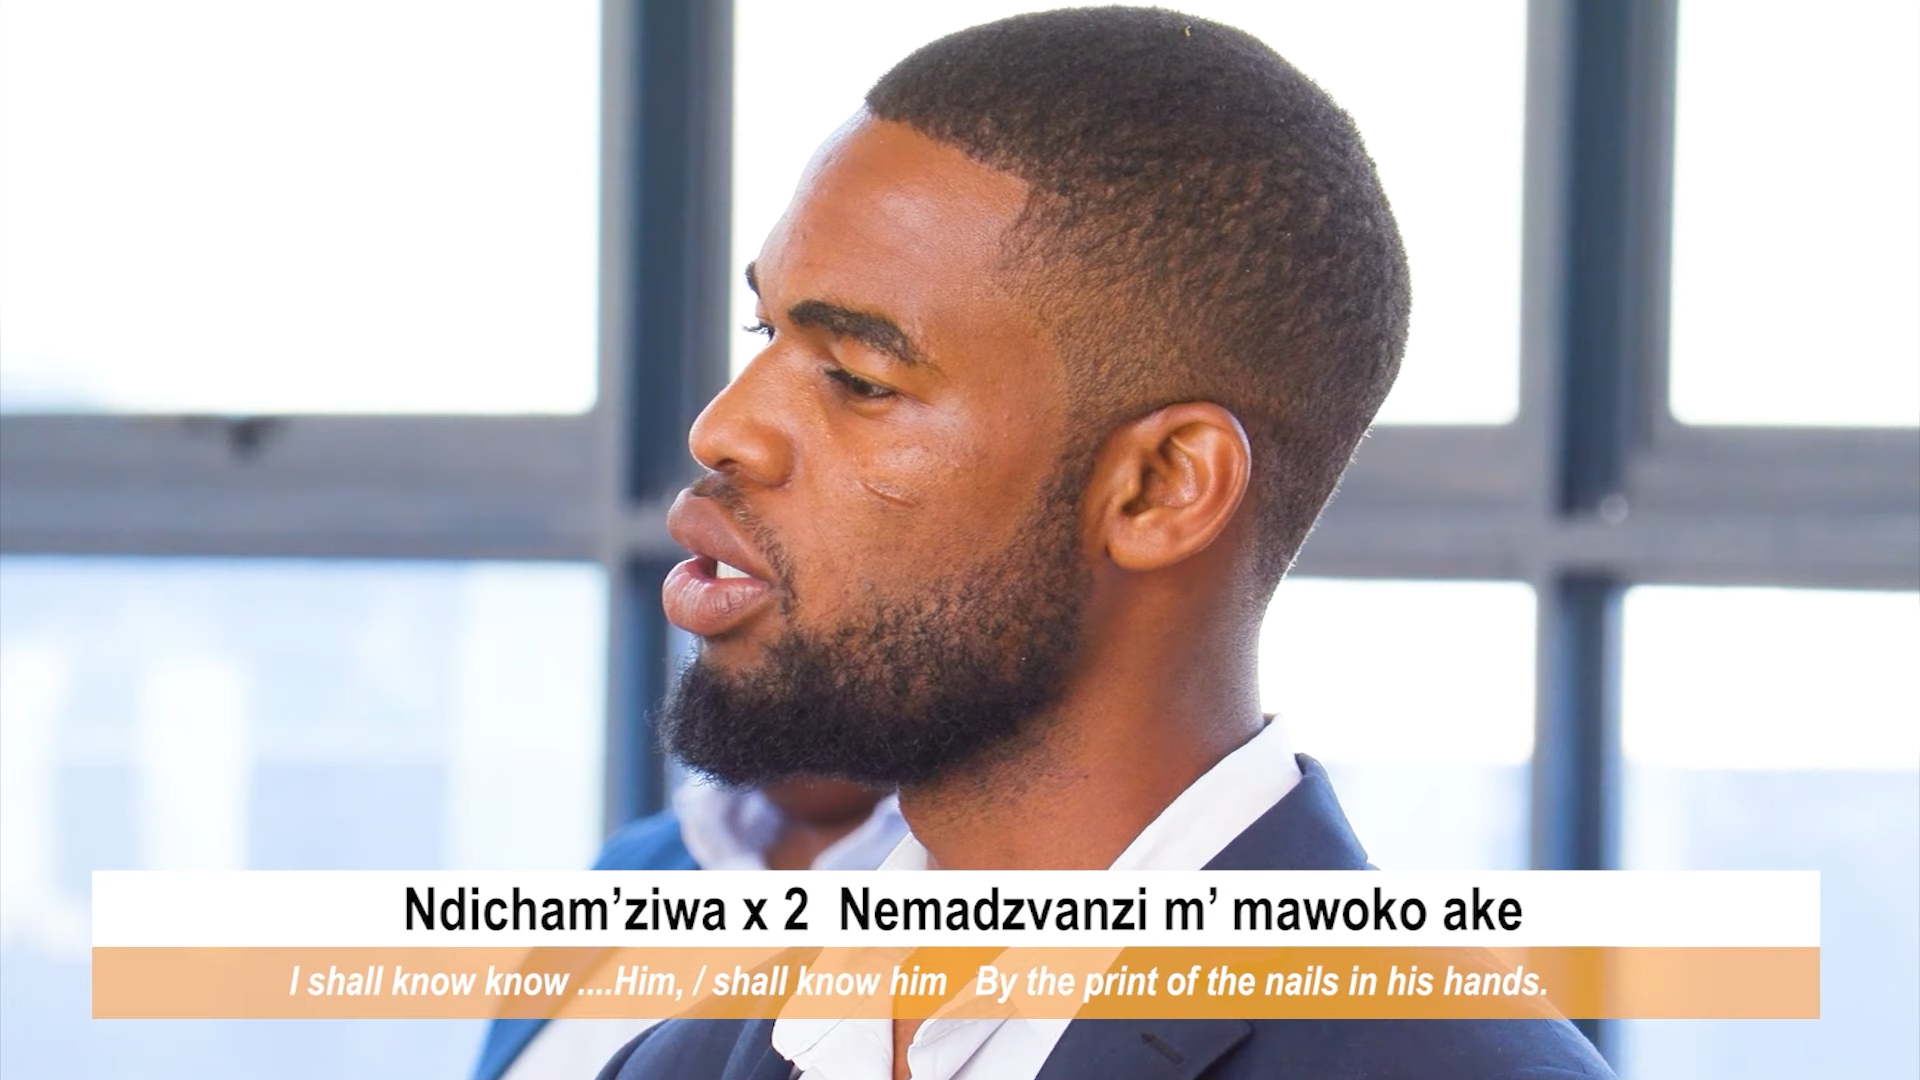 Ndicham’ziwa x 2 Nemadzvanzi m’ mawoko ake
I shall know know ....Him, / shall know him By the print of the nails in his hands.